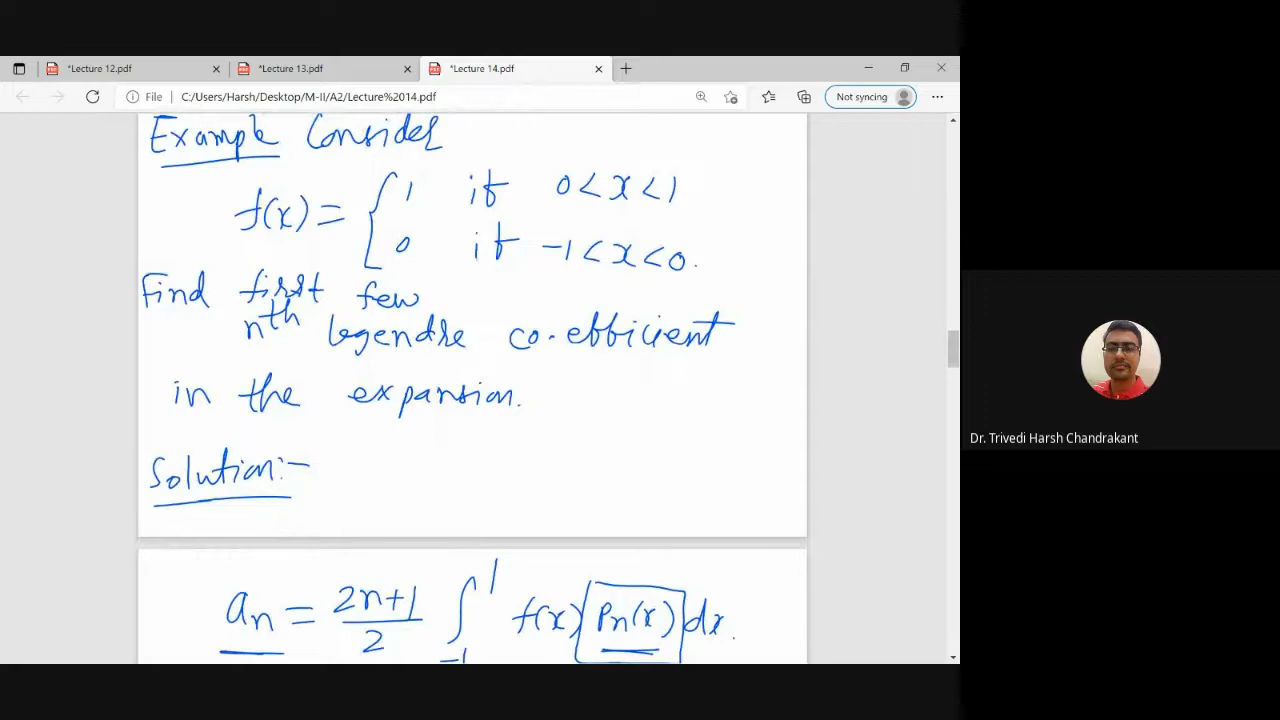 *Lecture 12.pdf *Lecture 13.pdf *Lecture 14.pdf
File C:/Users/Harsh/Desktop/M-II/A2/Lecture%2014.pdf Not syncing
Example Consider
f(x) = { 1 if 0 < x < 1
0 if -1 < x < 0.
Find first few
nth legendre co-efficient
in the expansion.
Solution:-
an = 2n+1/2 ∫_-1^1 f(x) Pn(x) dx.
Dr. Trivedi Harsh Chandrakant